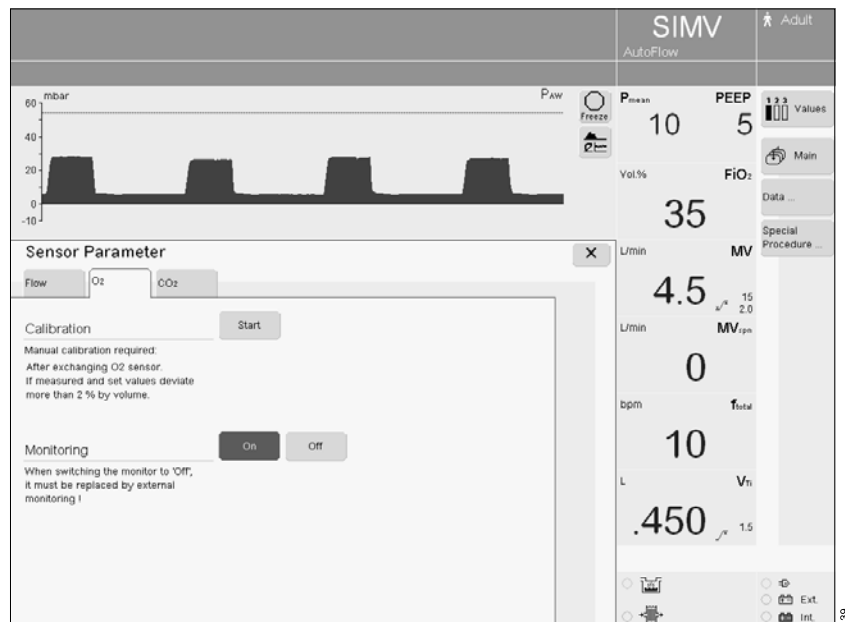 SIMV
AutoFlow
Adult
mbar
PAW
60
40
20
0
-10
Freeze
Pmean
PEEP
10
5
Vol.%
FiO2
35
L/min
MV
4.5
15
2.0
L/min
MVspn
0
bpm
ftotal
10
L
VTi
.450
1.5
1 2 3
Values
Main
Data ...
Special
Procedure ...
Ext.
Int.
Sensor Parameter
X
Flow
O2
CO2
Calibration
Start
Manual calibration required:
After exchanging O2 sensor.
If measured and set values deviate
more than 2 % by volume.
Monitoring
On
Off
When switching the monitor to 'Off',
it must be replaced by external
monitoring !
39